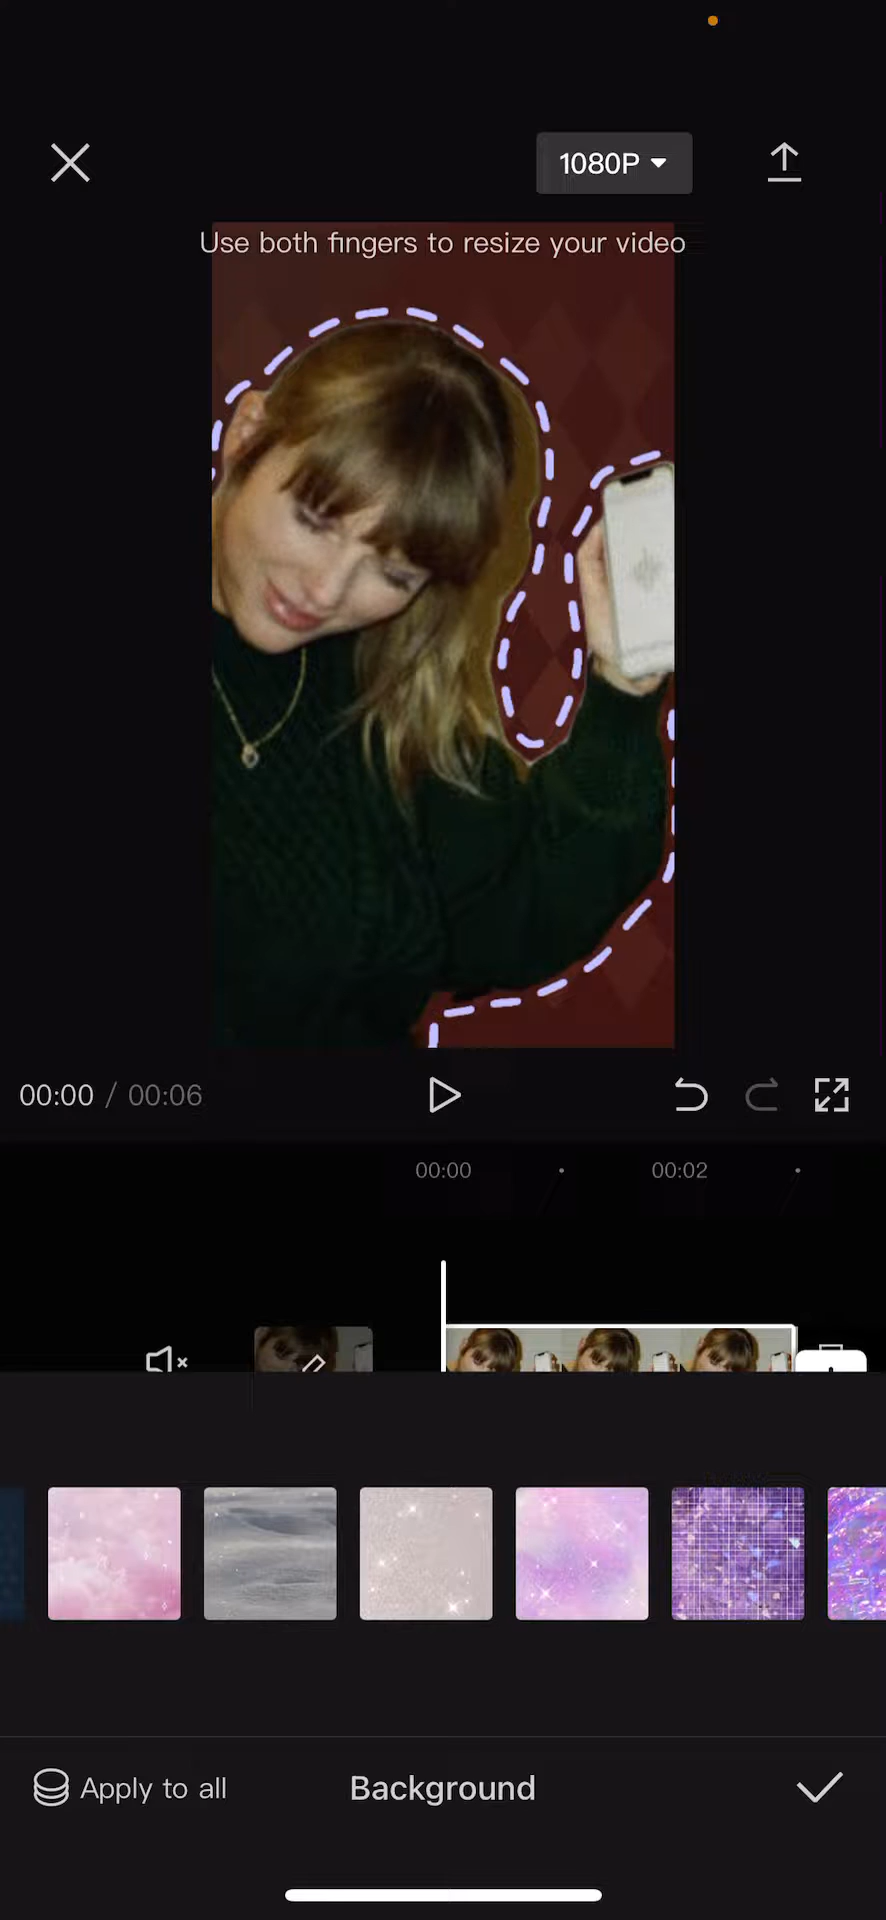 1080P
Use both fingers to resize your video
00:00 / 00:06
00:00
00:02
Apply to all
Background